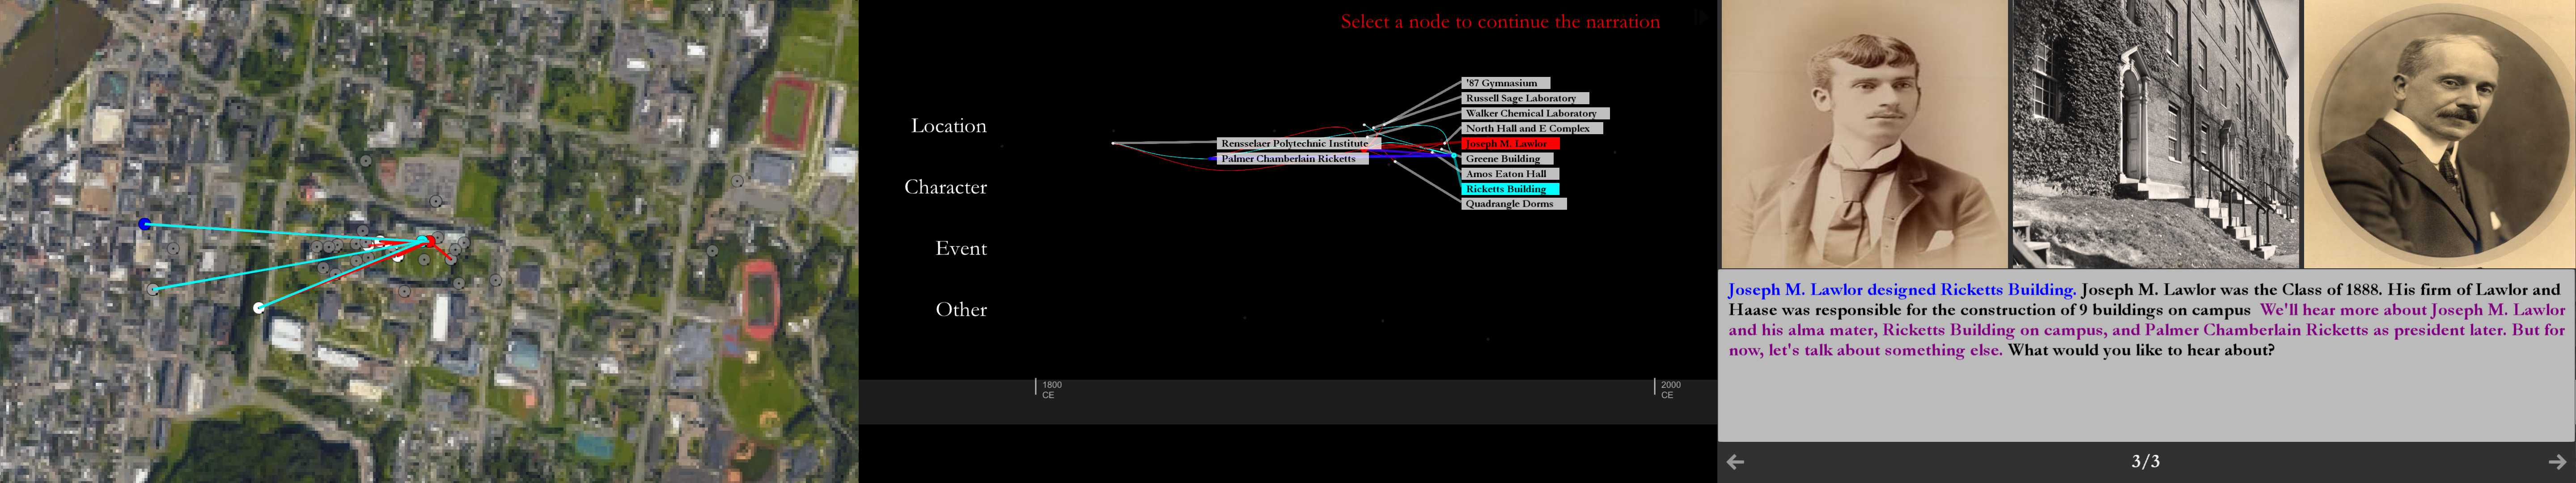 Select a node to continue the narration
Location
Character
Event
Other
Rensselaer Polytechnic Institute
Palmer Chamberlain Ricketts
'87 Gymnasium
Russell Sage Laboratory
Walker Chemical Laboratory
North Hall and E Complex
Joseph M. Lawlor
Greene Building
Amos Eaton Hall
Ricketts Building
Quadrangle Dorms
1800
CE
2000
CE
Joseph M. Lawlor designed Ricketts Building. Joseph M. Lawlor was the Class of 1888. His firm of Lawlor and
Haase was responsible for the construction of 9 buildings on campus We'll hear more about Joseph M. Lawlor
and his alma mater, Ricketts Building on campus, and Palmer Chamberlain Ricketts as president later. But for
now, let's talk about something else. What would you like to hear about?
3/3